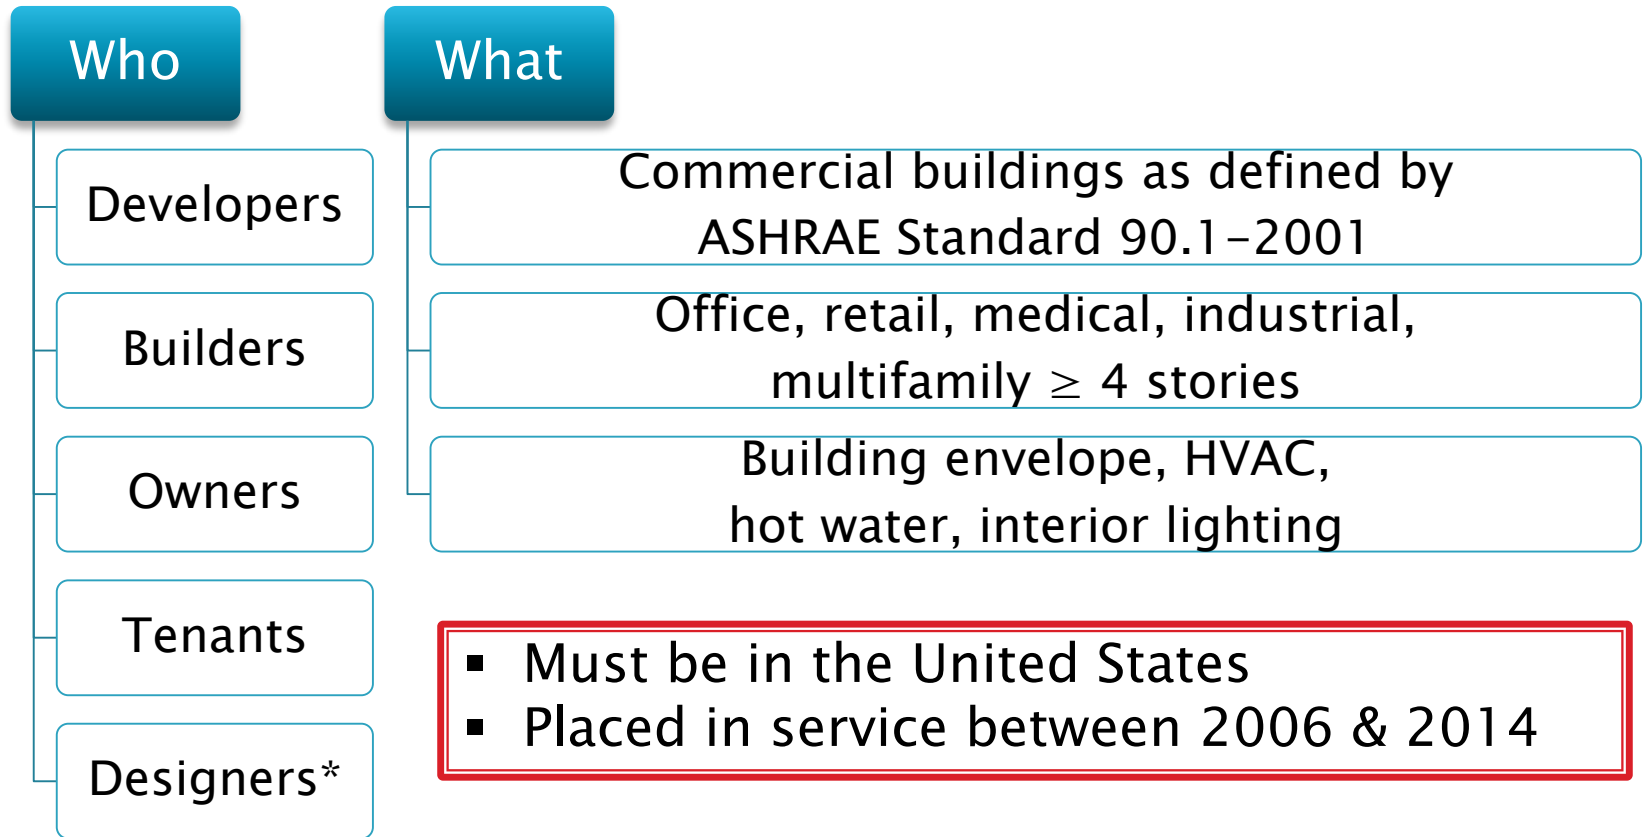 Who
Developers
Builders
Owners
Tenants
Designers*
What
Commercial buildings as defined by
ASHRAE Standard 90.1-2001
Office, retail, medical, industrial,
multifamily ≥ 4 stories
Building envelope, HVAC,
hot water, interior lighting
▪ Must be in the United States
▪ Placed in service between 2006 & 2014